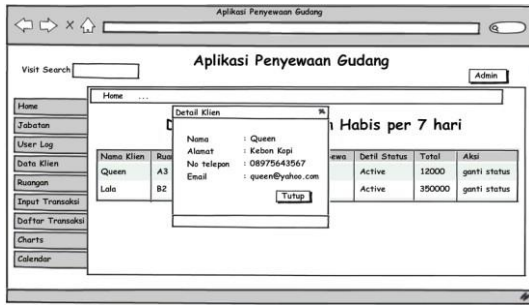 Aplikasi Penyewaan Gudang
Aplikasi Penyewaan Gudang
Visit Search
Admin
Home ...
Home
Jabatan
User Log
Data Klien
Ruangan
Input Transaksi
Daftar Transaksi
Charts
Calendar
Habis per 7 hari
Nama Klien Detil Status Total Aksi
Queen A3 Active 12000 ganti status
Lala B2 Active 350000 ganti status
Detail Klien
Nama : Queen
Alamat : Kebon Kopi
No telepon : 08975643567
Email : queen@yahoo.com
Tutup